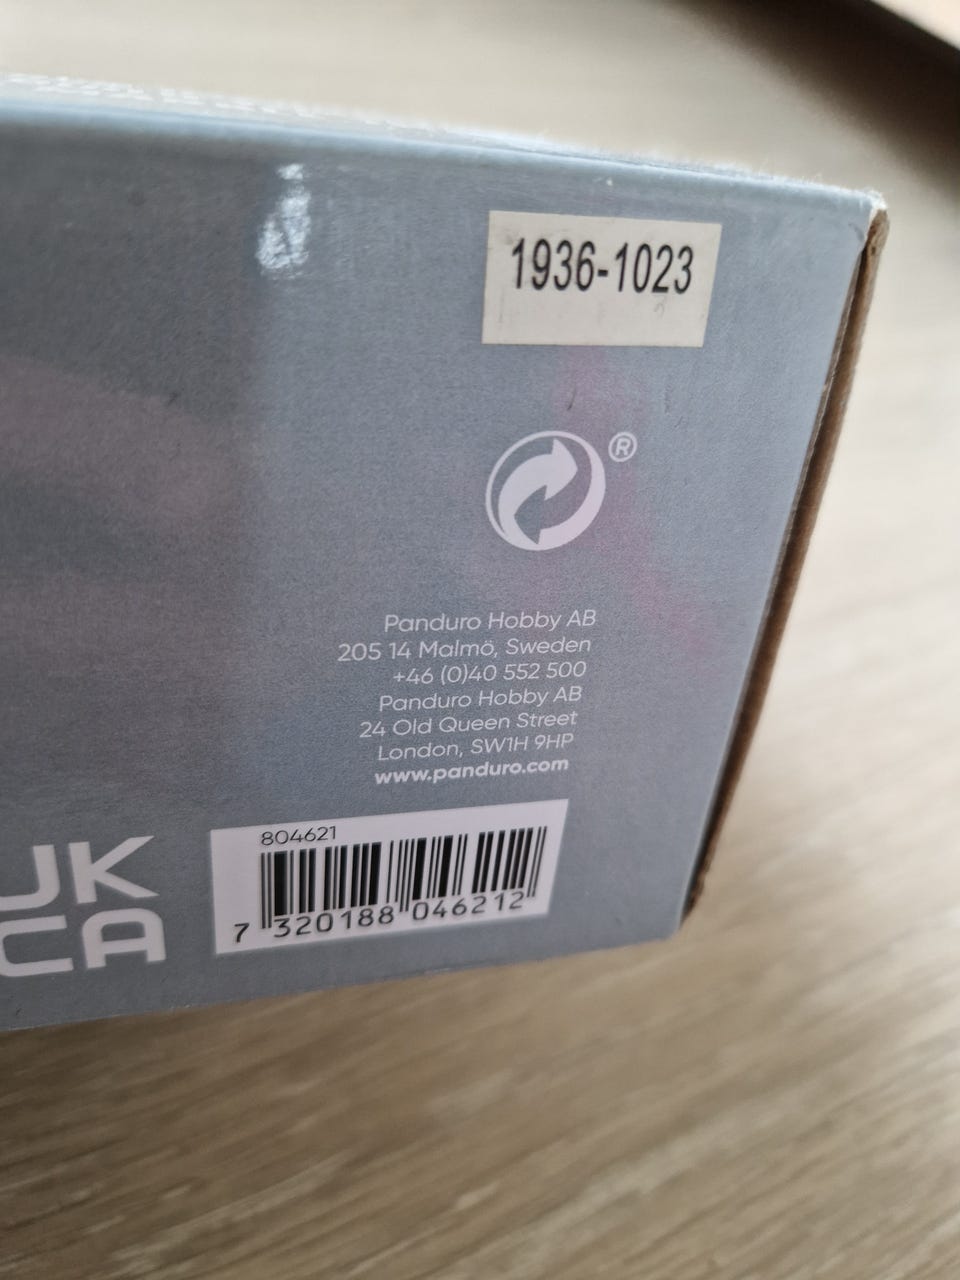 1936-1023
®
Panduro Hobby AB
205 14 Malmö, Sweden
+46 (0)40 552 500
Panduro Hobby AB
24 Old Queen Street
London, SW1H 9HP
www.panduro.com
UK
CA
804621
7 320188 046212